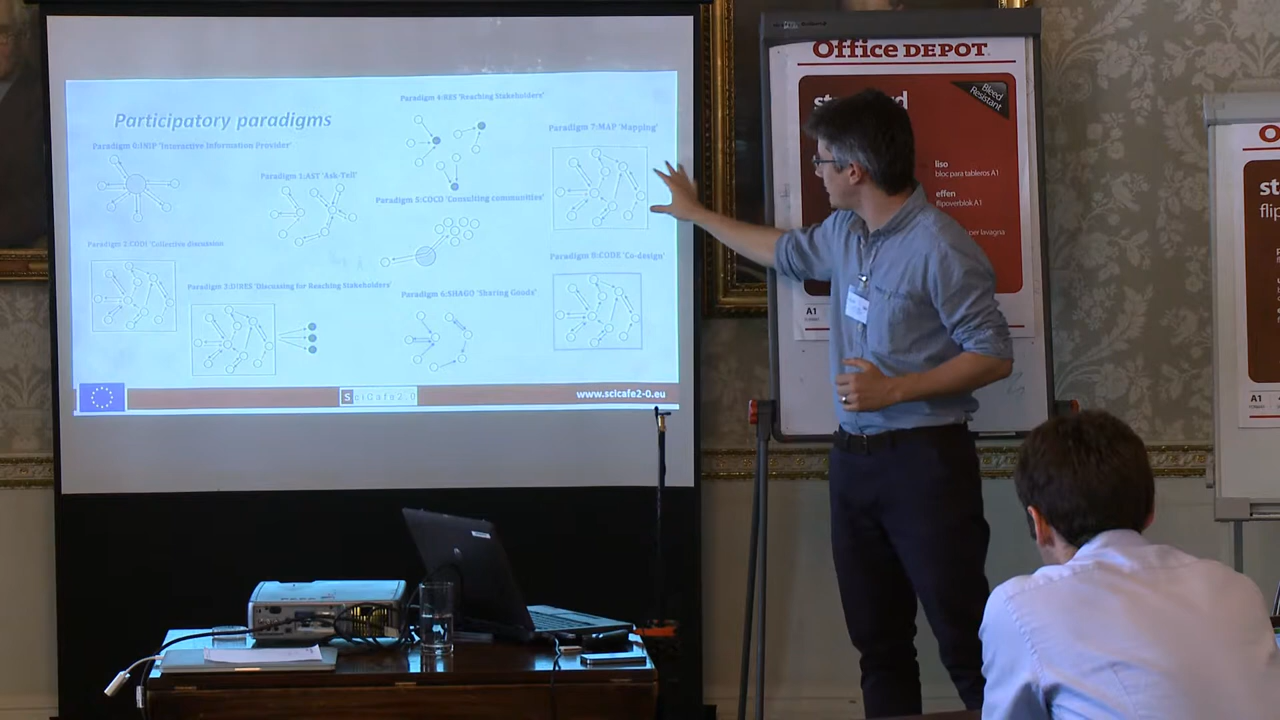 Participatory paradigms
Paradigm 0:INIP 'Interactive Information Provider'
Paradigm 1:AST 'Ask-Tell'
Paradigm 2:CODI 'Collective discussion
Paradigm 3:DIRES 'Discussing for Reaching Stakeholders'
Paradigm 4:RES 'Reaching Stakeholders'
Paradigm 5:COCO 'Consulting communities'
Paradigm 6:SHAGO 'Sharing Goods'
Paradigm 7:MAP 'Mapping'
Paradigm 8:CODE 'Co-design'
SciCafe2.0
www.scicafe2-0.eu
Office DEPOT
Bleed
Resistant
liso
bloc para tableros A1
effen
flipoverblok A1
per lavagna
A1
A1